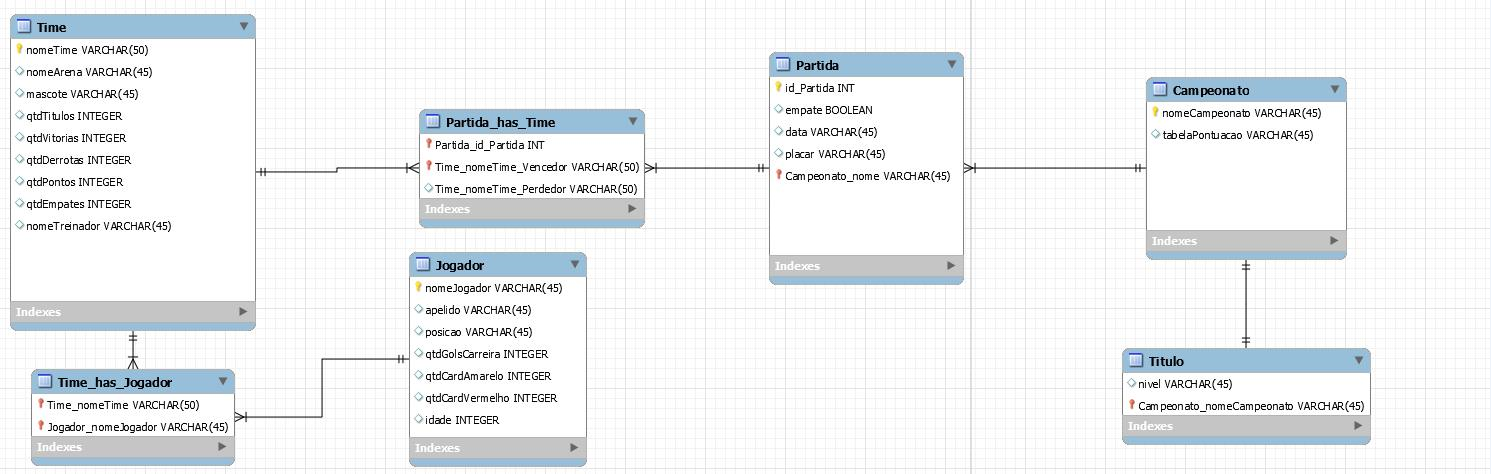 Time
nomeTime VARCHAR(50)
nomeArena VARCHAR(45)
mascote VARCHAR(45)
qtdTitulos INTEGER
qtdVitorias INTEGER
qtdDerrotas INTEGER
qtdPontos INTEGER
qtdEmpates INTEGER
nomeTreinador VARCHAR(45)
Indexes
Partida_has_Time
Partida_id_Partida INT
Time_nomeTime_Vencedor VARCHAR(50)
Time_nomeTime_Perdedor VARCHAR(50)
Indexes
Partida
id_Partida INT
empate BOOLEAN
data VARCHAR(45)
placar VARCHAR(45)
Campeonato_nome VARCHAR(45)
Indexes
Campeonato
nomeCampeonato VARCHAR(45)
tabelaPontuacao VARCHAR(45)
Indexes
Time_has_Jogador
Time_nomeTime VARCHAR(50)
Jogador_nomeJogador VARCHAR(45)
Indexes
Jogador
nomeJogador VARCHAR(45)
apelido VARCHAR(45)
posicao VARCHAR(45)
qtdGolsCarreira INTEGER
qtdCardAmarelo INTEGER
qtdCardVermelho INTEGER
idade INTEGER
Indexes
Titulo
nivel VARCHAR(45)
Campeonato_nomeCampeonato VARCHAR(45)
Indexes